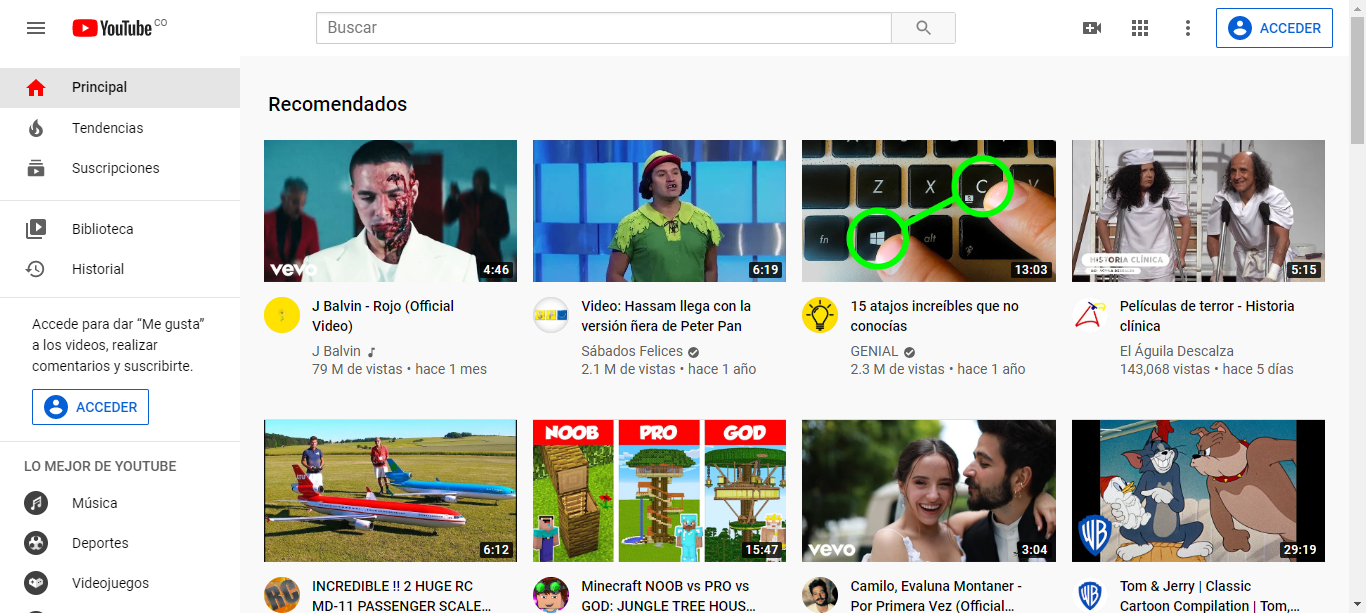 YouTube CO
Buscar
ACCEDER
Principal
Tendencias
Suscripciones
Biblioteca
Historial
Accede para dar “Me gusta”
a los videos, realizar
comentarios y suscribirte.
ACCEDER
LO MEJOR DE YOUTUBE
Música
Deportes
Videojuegos
Recomendados
vevo
4:46
J Balvin - Rojo (Official
Video)
J Balvin
79 M de vistas • hace 1 mes
6:19
Video: Hassam llega con la
versión ñera de Peter Pan
Sábados Felices
2.1 M de vistas • hace 1 año
Z X C V
fn alt
13:03
15 atajos increíbles que no
conocías
GENIAL
2.3 M de vistas • hace 1 año
HISTORIA CLÍNICA
5:15
Películas de terror - Historia
clínica
El Águila Descalza
143,068 vistas • hace 5 días
6:12
RC
INCREDIBLE !! 2 HUGE RC
MD-11 PASSENGER SCALE...
NOOB PRO GOD
15:47
Minecraft NOOB vs PRO vs
GOD: JUNGLE TREE HOUS...
vevo
3:04
Camilo, Evaluna Montaner -
Por Primera Vez (Official...
WB
29:19
WB
Tom & Jerry | Classic
Cartoon Compilation | Tom,...